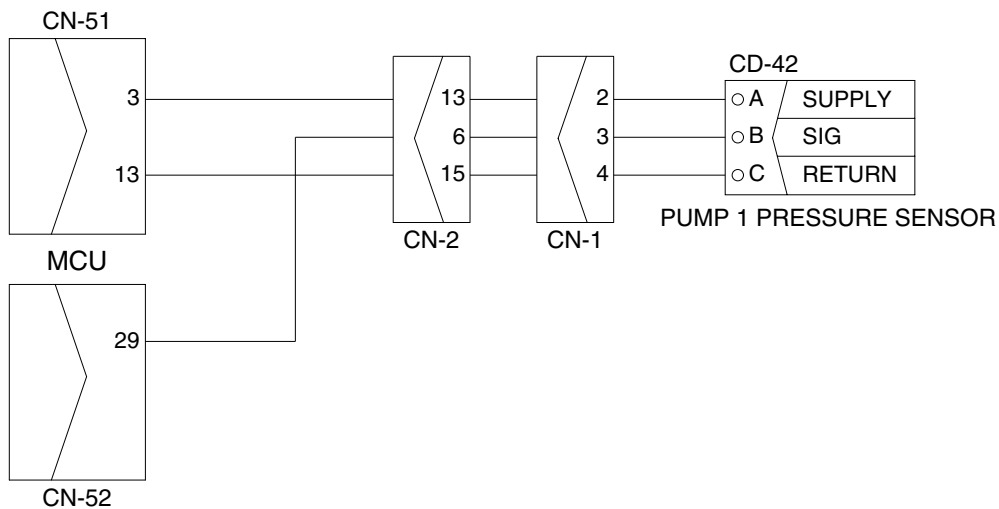 CN-51
CD-42
3
13
2
A
SUPPLY
6
3
B
SIG
13
15
4
C
RETURN
PUMP 1 PRESSURE SENSOR
CN-2
CN-1
MCU
29
CN-52